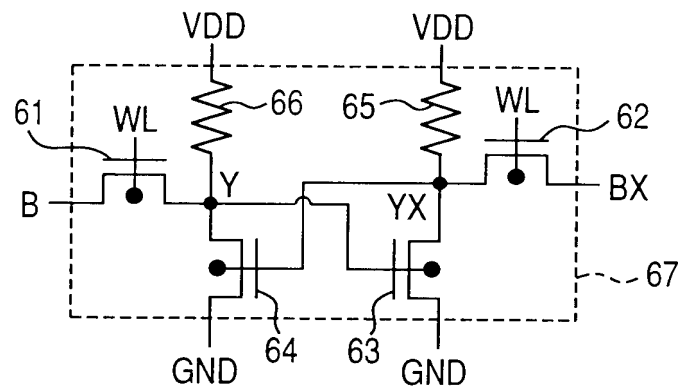 VDD VDD
61 WL 66 65 WL 62
B Y YX BX
67
64 63
GND GND